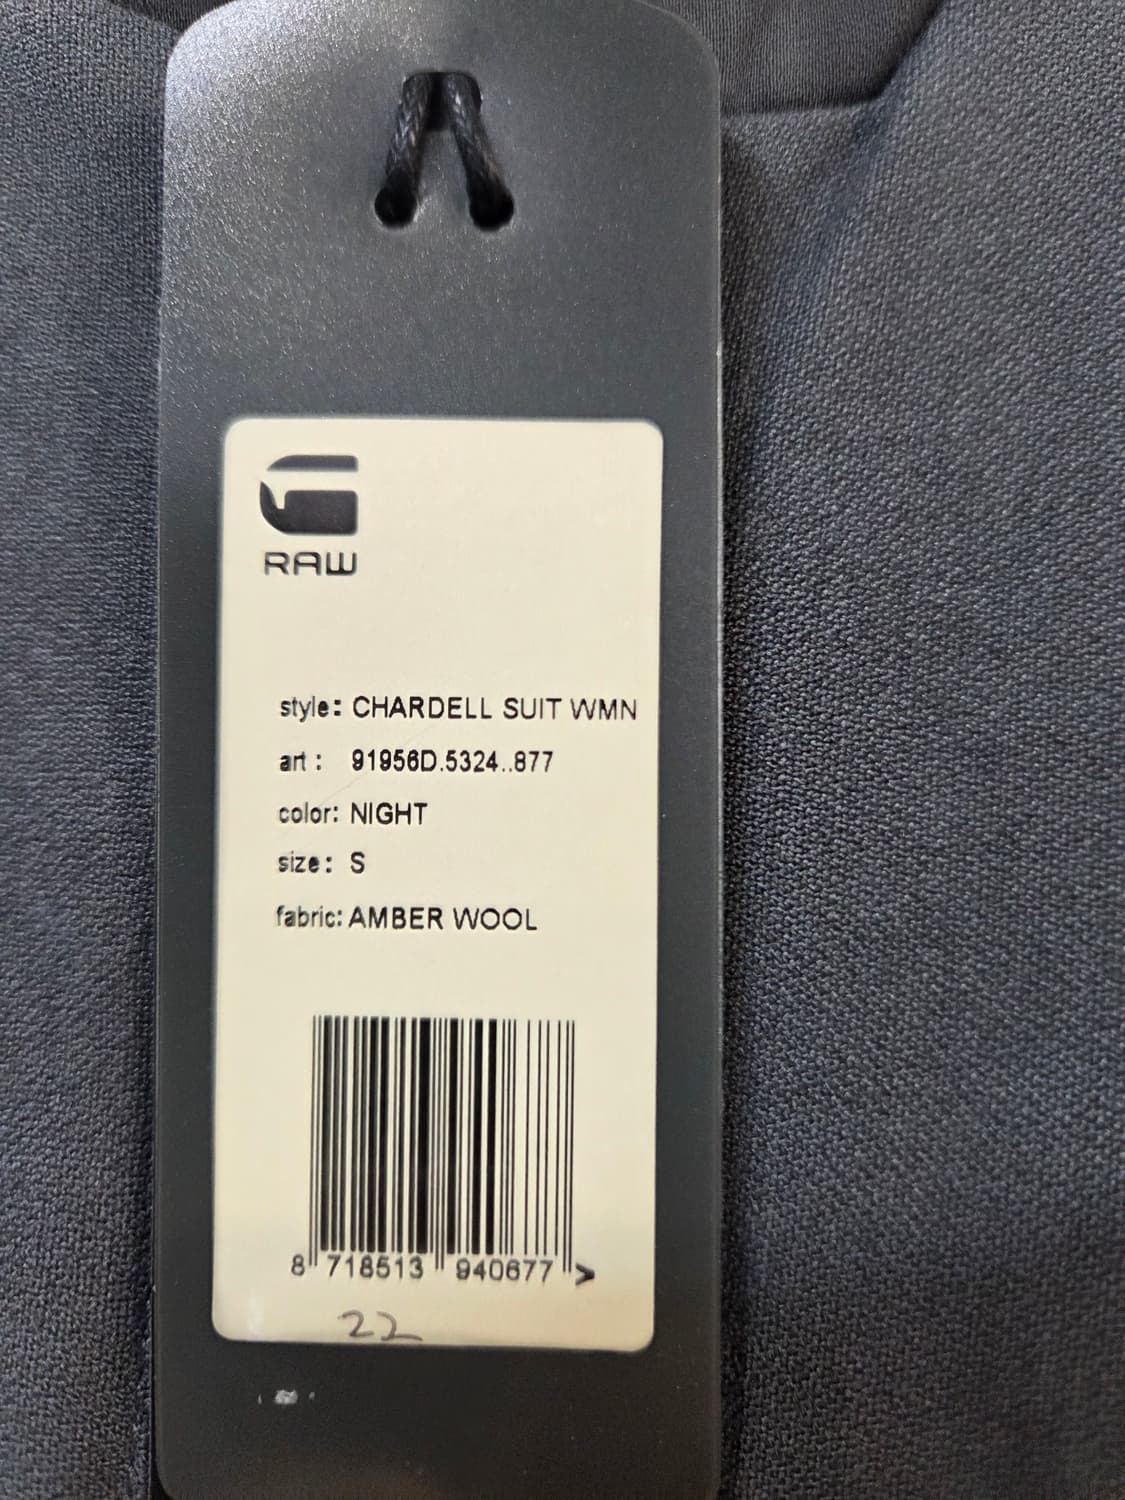 RAW
style: CHARDELL SUIT WMN
art : 91956D.5324..877
color: NIGHT
size: S
fabric: AMBER WOOL
8 718513 940677 >
22